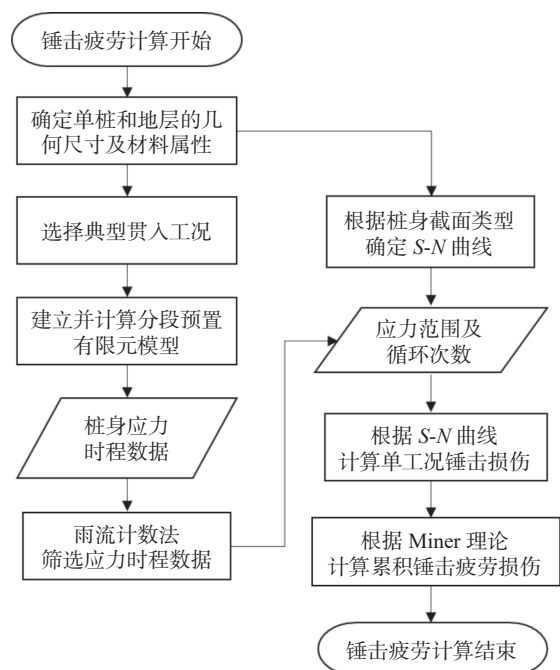 锤击疲劳计算开始
确定单桩和地层的几
何尺寸及材料属性
选择典型贯入工况
建立并计算分段预置
有限元模型
桩身应力
时程数据
雨流计数法
筛选应力时程数据
根据桩身截面类型
确定 S-N 曲线
应力范围及
循环次数
根据 S-N 曲线
计算单工况锤击损伤
根据 Miner 理论
计算累积锤击疲劳损伤
锤击疲劳计算结束